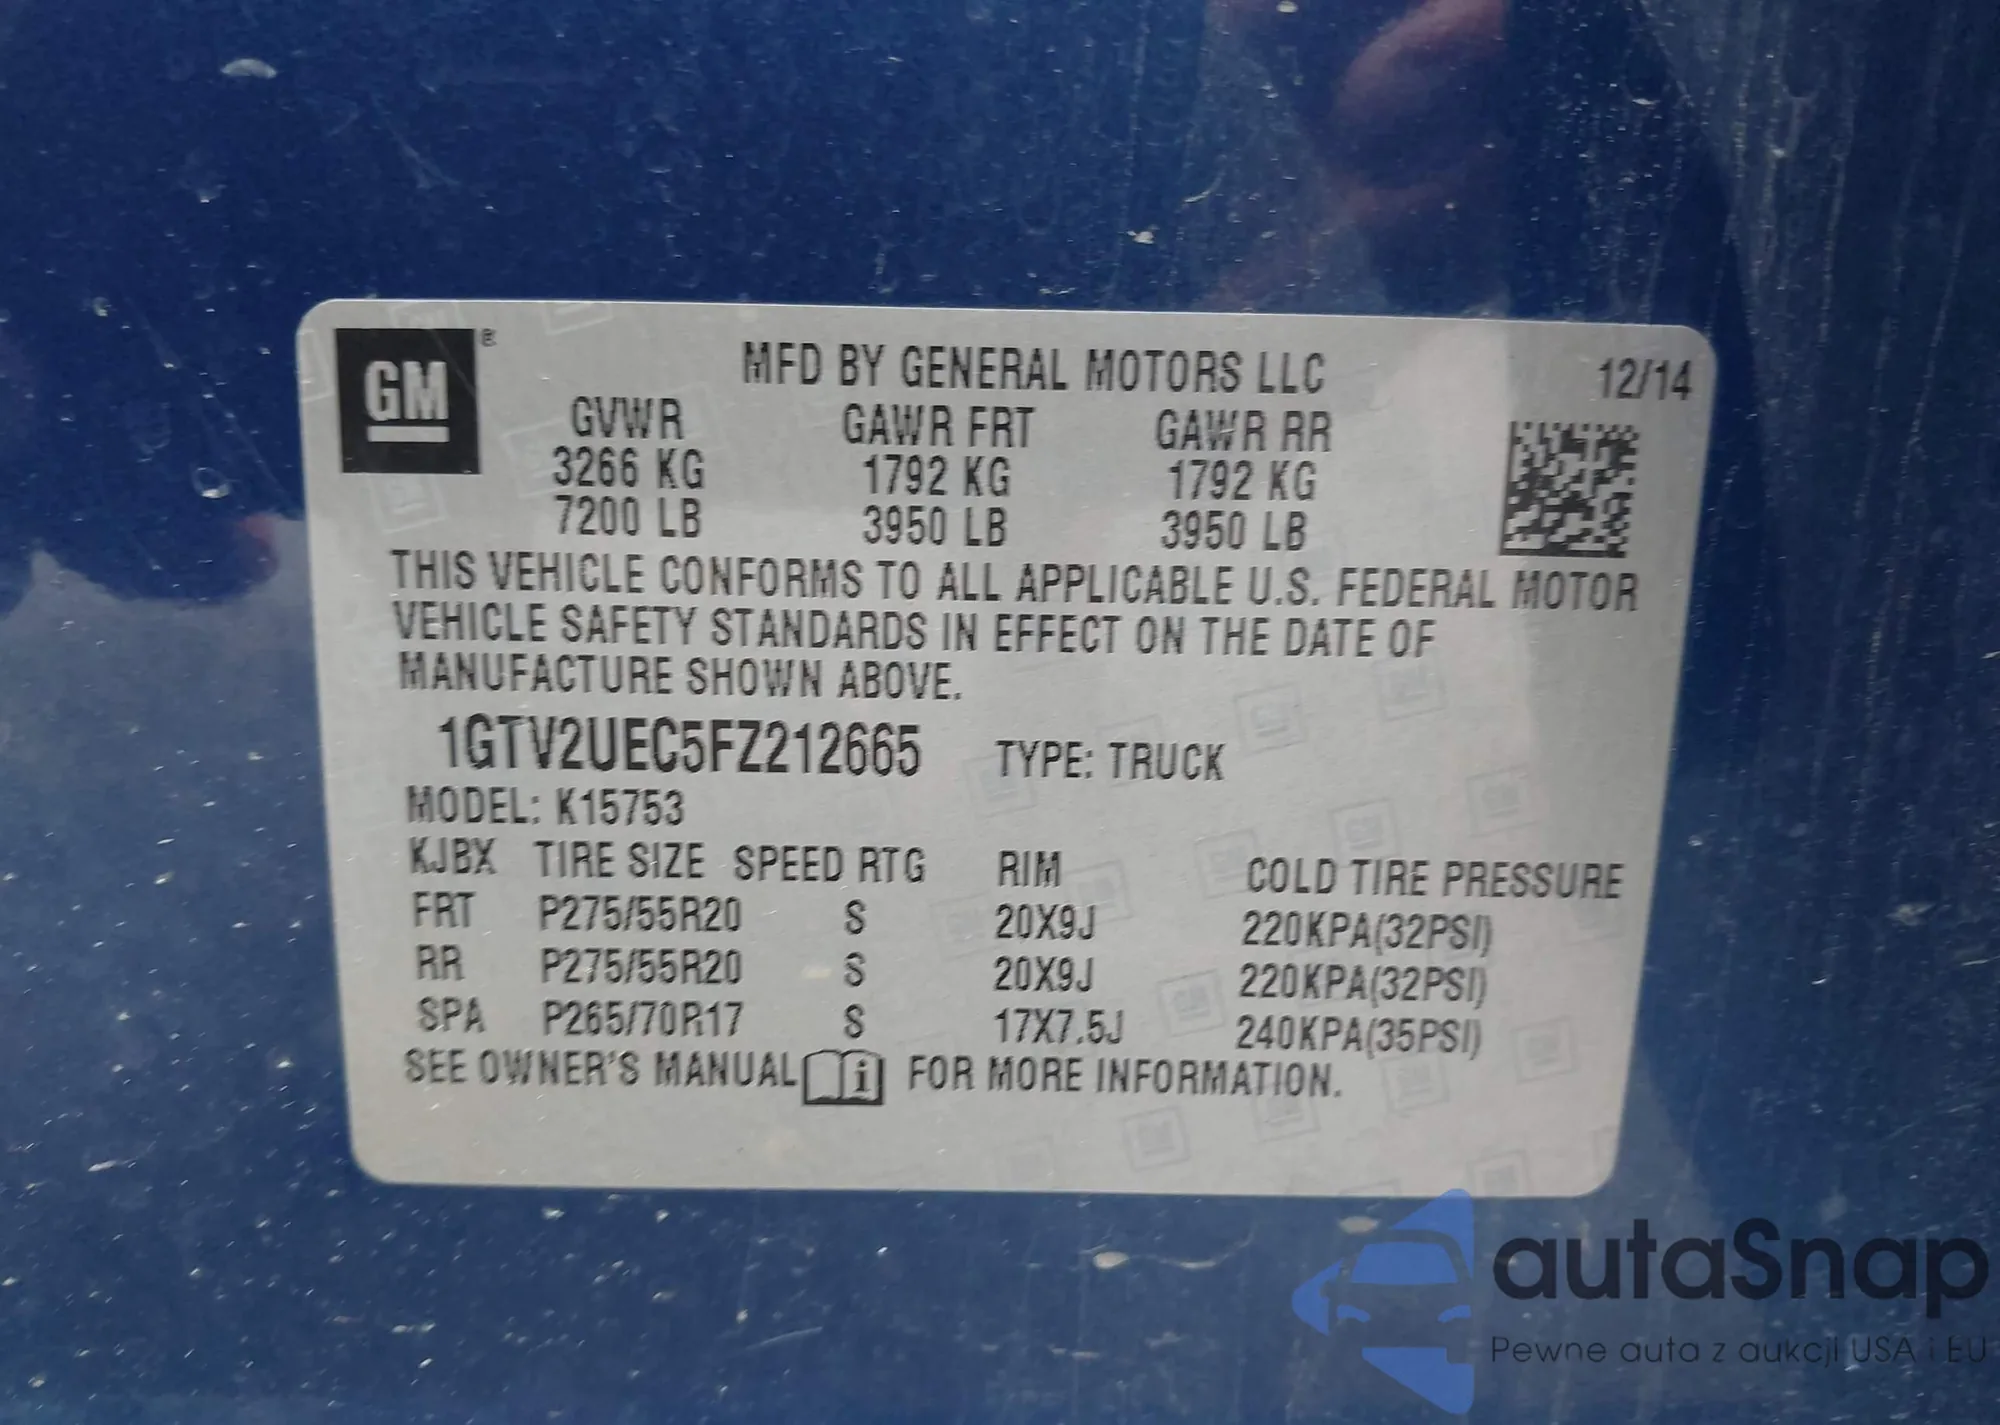 GM ®
MFD BY GENERAL MOTORS LLC 12/14
GVWR GAWR FRT GAWR RR
3266 KG 1792 KG 1792 KG
7200 LB 3950 LB 3950 LB
THIS VEHICLE CONFORMS TO ALL APPLICABLE U.S. FEDERAL MOTOR
VEHICLE SAFETY STANDARDS IN EFFECT ON THE DATE OF
MANUFACTURE SHOWN ABOVE.
1GTV2UEC5FZ212665 TYPE: TRUCK
MODEL: K15753
KJBX TIRE SIZE SPEED RTG RIM COLD TIRE PRESSURE
FRT P275/55R20 S 20X9J 220KPA(32PSI)
RR P275/55R20 S 20X9J 220KPA(32PSI)
SPA P265/70R17 S 17X7.5J 240KPA(35PSI)
SEE OWNER'S MANUAL i FOR MORE INFORMATION.
autaSnap
Pewne auta z aukcji USA i EU